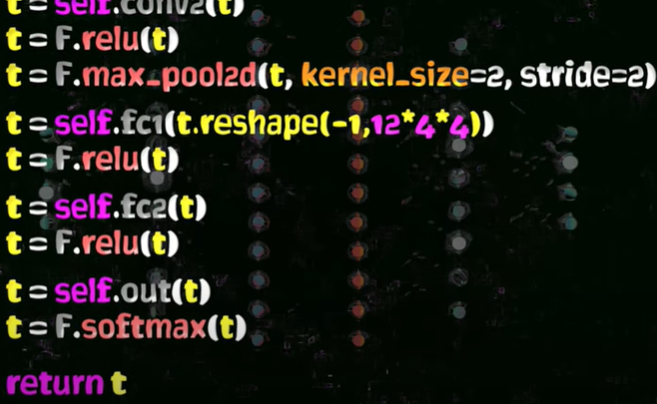 t = self.conv2(t)
t = F.relu(t)
t = F.max_pool2d(t, kernel_size=2, stride=2)
t = self.fc1(t.reshape(-1,12*4*4))
t = F.relu(t)
t = self.fc2(t)
t = F.relu(t)
t = self.out(t)
t = F.softmax(t)
return t